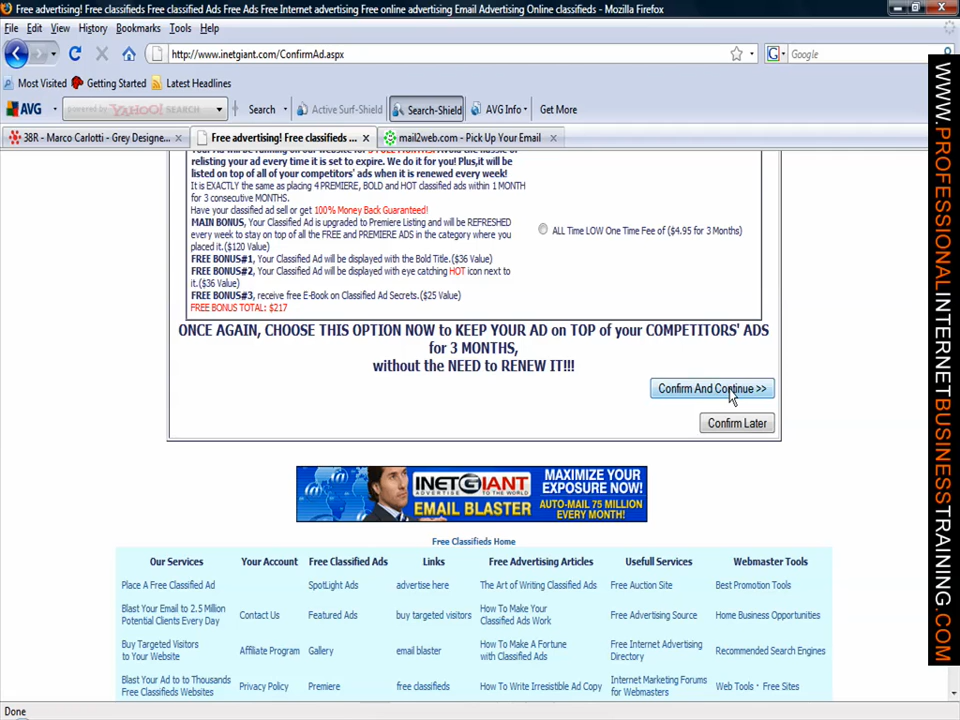 Free advertising! Free classifieds Free classified Ads Free Ads Free Internet advertising Free online advertising Email Advertising Online classifieds - Mozilla Firefox
File Edit View History Bookmarks Tools Help
http://www.inetgiant.com/ConfirmAd.aspx
Google
Most Visited Getting Started Latest Headlines
AVG powered by YAHOO! SEARCH Search Active Surf-Shield Search-Shield AVG Info Get More
38R - Marco Carlotti - Grey Designe... Free advertising! Free classifieds ... mail2web.com - Pick Up Your Email
relisting your ad every time it is set to expire. We do it for you! Plus,it will be
listed on top of all of your competitors' ads when it is renewed every week!
It is EXACTLY the same as placing 4 PREMIERE, BOLD and HOT classified ads within 1 MONTH
for 3 consecutive MONTHS.
Have your classified ad sell or get 100% Money Back Guaranteed!
MAIN BONUS, Your Classified Ad is upgraded to Premiere Listing and will be REFRESHED
every week to stay on top of all the FREE and PREMIERE ADS in the category where you
placed it.($120 Value)
FREE BONUS#1, Your Classified Ad will be displayed with the Bold Title.($36 Value)
FREE BONUS#2, Your Classified Ad will be displayed with eye catching HOT icon next to
it.($36 Value)
FREE BONUS#3, receive free E-Book on Classified Ad Secrets.($25 Value)
FREE BONUS TOTAL: $217
ALL Time LOW One Time Fee of ($4.95 for 3 Months)
ONCE AGAIN, CHOOSE THIS OPTION NOW to KEEP YOUR AD on TOP of your COMPETITORS' ADS
for 3 MONTHS,
without the NEED to RENEW IT!!!
Confirm And Continue >>
Confirm Later
INETGIANT
ADVERTISE TO THE WORLD
EMAIL BLASTER
MAXIMIZE YOUR
EXPOSURE NOW!
AUTO-MAIL 75 MILLION
EVERY MONTH!
Free Classifieds Home
Our Services Your Account Free Classified Ads Links Free Advertising Articles Usefull Services Webmaster Tools
Place A Free Classified Ad SpotLight Ads advertise here The Art of Writing Classified Ads Free Auction Site Best Promotion Tools
Blast Your Email to 2.5 Million
Potential Clients Every Day
Contact Us Featured Ads buy targeted visitors
How To Make Your
Classified Ads Work
Free Advertising Source Home Business Opportunities
Buy Targeted Visitors
to Your Website
Affiliate Program Gallery email blaster
How To Make A Fortune
with Classified Ads
Free Internet Advertising
Directory
Recommended Search Engines
Blast Your Ad to to Thousands
Free Classifieds Websites
Privacy Policy Premiere free classifieds How To Write Irresistible Ad Copy
Internet Marketing Forums
for Webmasters
Web Tools - Free Sites
Done
WWW.PROFESSIONALINTERNETBUSINESSTRAINING.COM